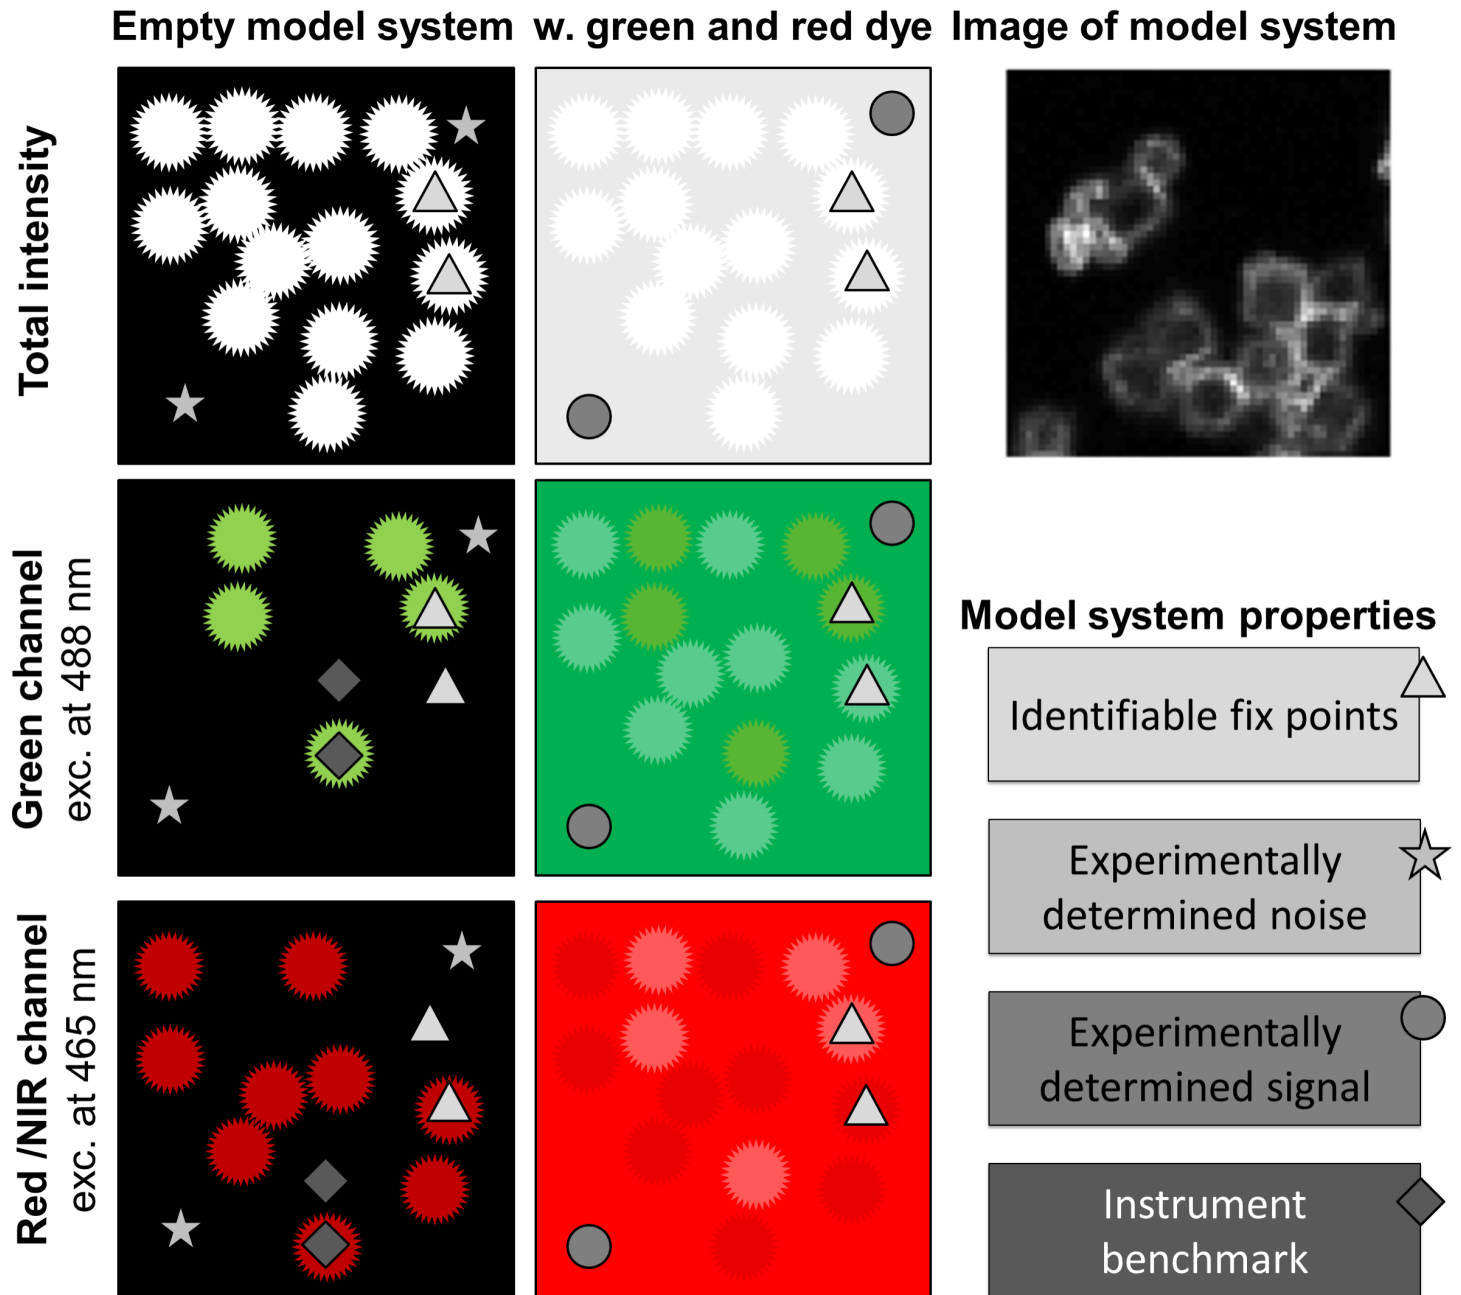 Empty model system
w. green and red dye
Image of model system
Total intensity
Green channel
exc. at 488 nm
Red /NIR channel
exc. at 465 nm
Model system properties
Identifiable fix points
Experimentally
determined noise
Experimentally
determined signal
Instrument
benchmark